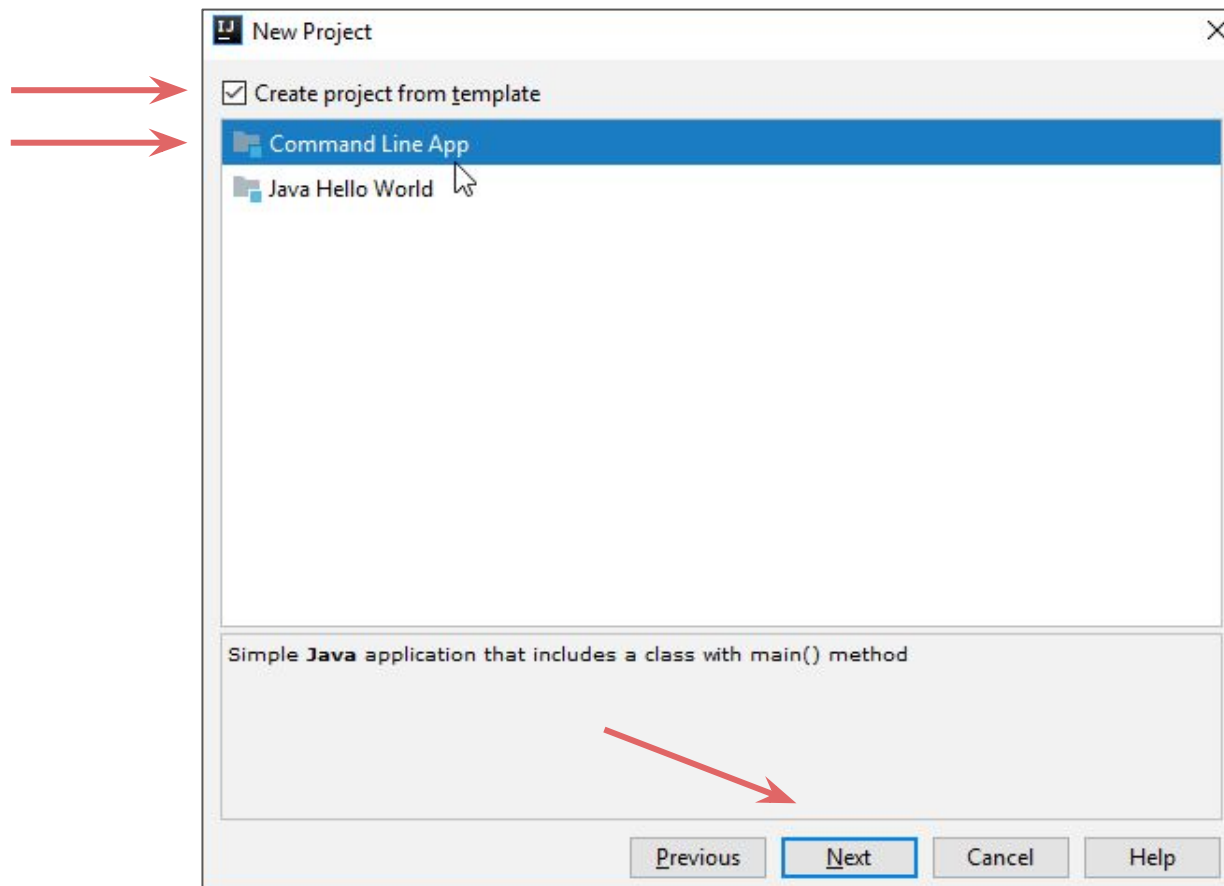 New Project
Create project from template
Command Line App
Java Hello World
Simple Java application that includes a class with main() method
Previous Next Cancel Help